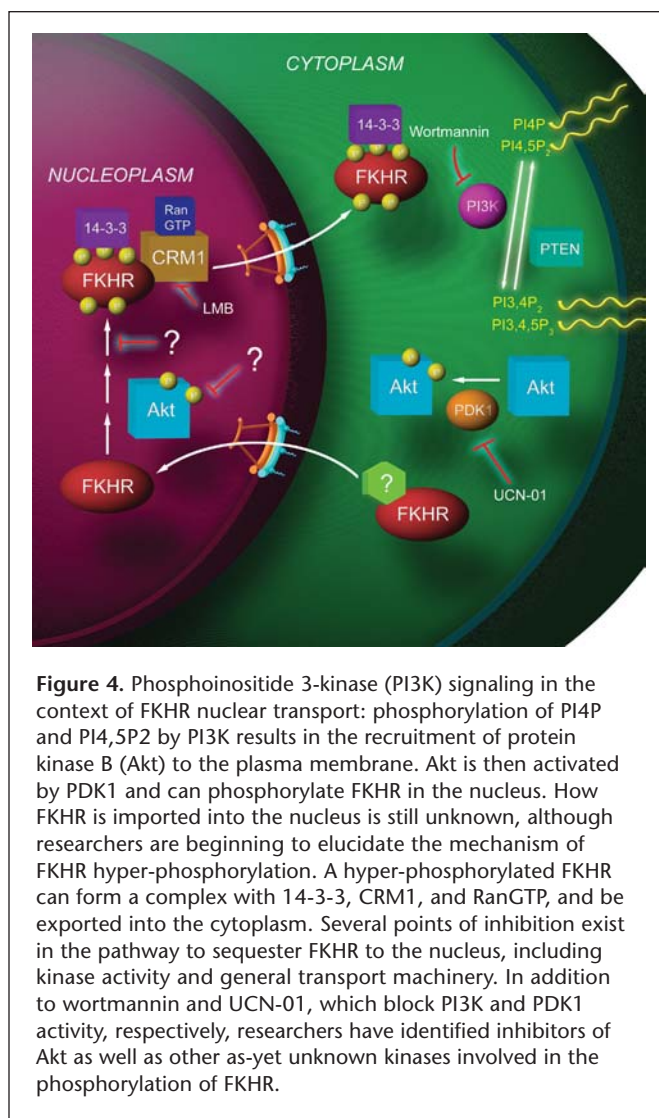 CYTOPLASM
14-3-3
Wortmannin
PI4P
PI4,5P2
FKHR
PI3K
NUCLEOPLASM
Ran
GTP
14-3-3
CRM1
PTEN
FKHR
LMB
PI3,4P2
PI3,4,5P3
?
?
Akt
Akt
Akt
PDK1
FKHR
?
FKHR
UCN-01
Figure 4. Phosphoinositide 3-kinase (PI3K) signaling in the
context of FKHR nuclear transport: phosphorylation of PI4P
and PI4,5P2 by PI3K results in the recruitment of protein
kinase B (Akt) to the plasma membrane. Akt is then activated
by PDK1 and can phosphorylate FKHR in the nucleus. How
FKHR is imported into the nucleus is still unknown, although
researchers are beginning to elucidate the mechanism of
FKHR hyper-phosphorylation. A hyper-phosphorylated FKHR
can form a complex with 14-3-3, CRM1, and RanGTP, and be
exported into the cytoplasm. Several points of inhibition exist
in the pathway to sequester FKHR to the nucleus, including
kinase activity and general transport machinery. In addition
to wortmannin and UCN-01, which block PI3K and PDK1
activity, respectively, researchers have identified inhibitors of
Akt as well as other as-yet unknown kinases involved in the
phosphorylation of FKHR.